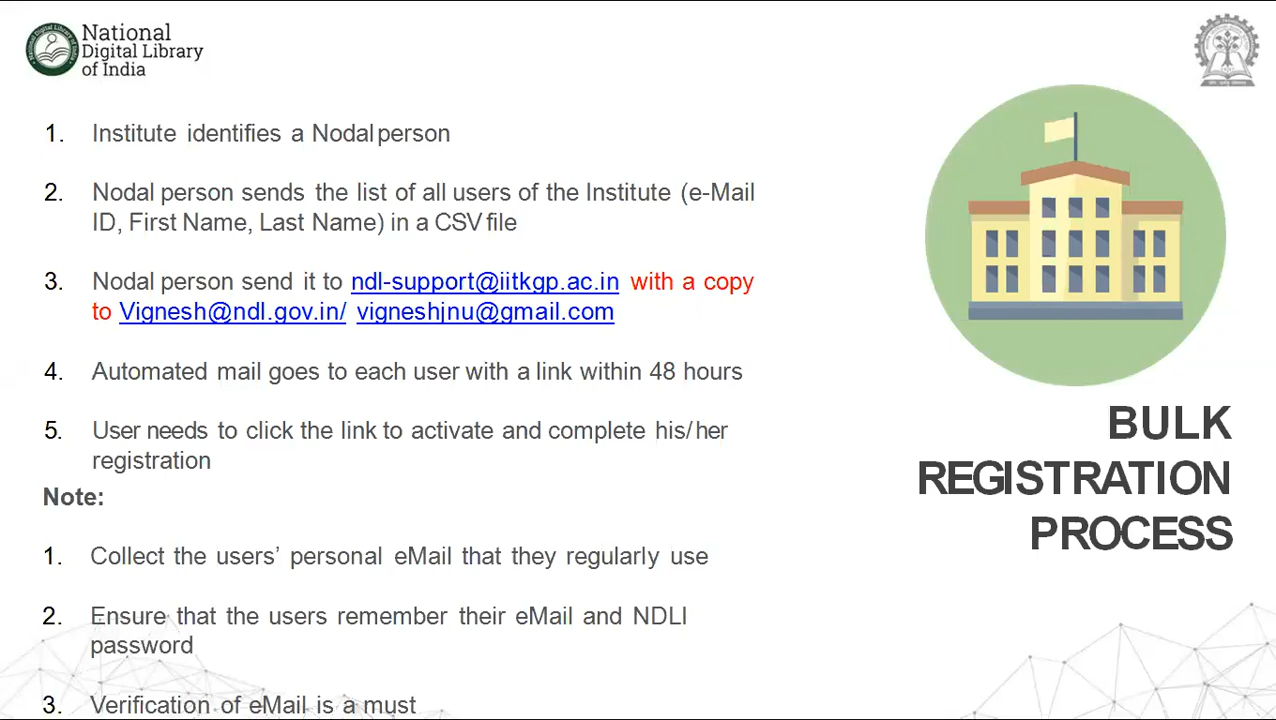 National
Digital Library
of India
1. Institute identifies a Nodal person
2. Nodal person sends the list of all users of the Institute (e-Mail
ID, First Name, Last Name) in a CSV file
3. Nodal person send it to ndl-support@iitkgp.ac.in with a copy
to Vignesh@ndl.gov.in/ vigneshjnu@gmail.com
4. Automated mail goes to each user with a link within 48 hours
5. User needs to click the link to activate and complete his/her
registration
Note:
1. Collect the users’ personal eMail that they regularly use
2. Ensure that the users remember their eMail and NDLI
password
3. Verification of eMail is a must
BULK
REGISTRATION
PROCESS